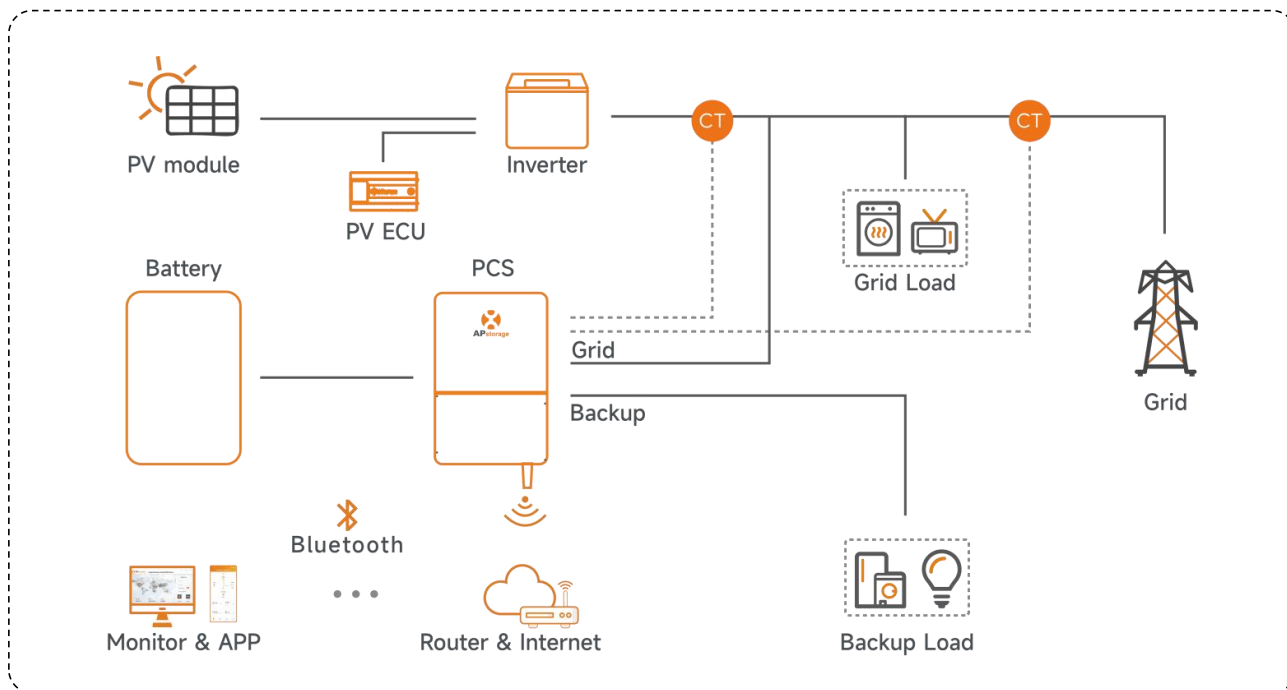 CT
CT
PV module
Inverter
PV ECU
Grid Load
Battery
PCS
APstorage
Grid
Backup
Grid
Bluetooth
Monitor & APP
Router & Internet
Backup Load